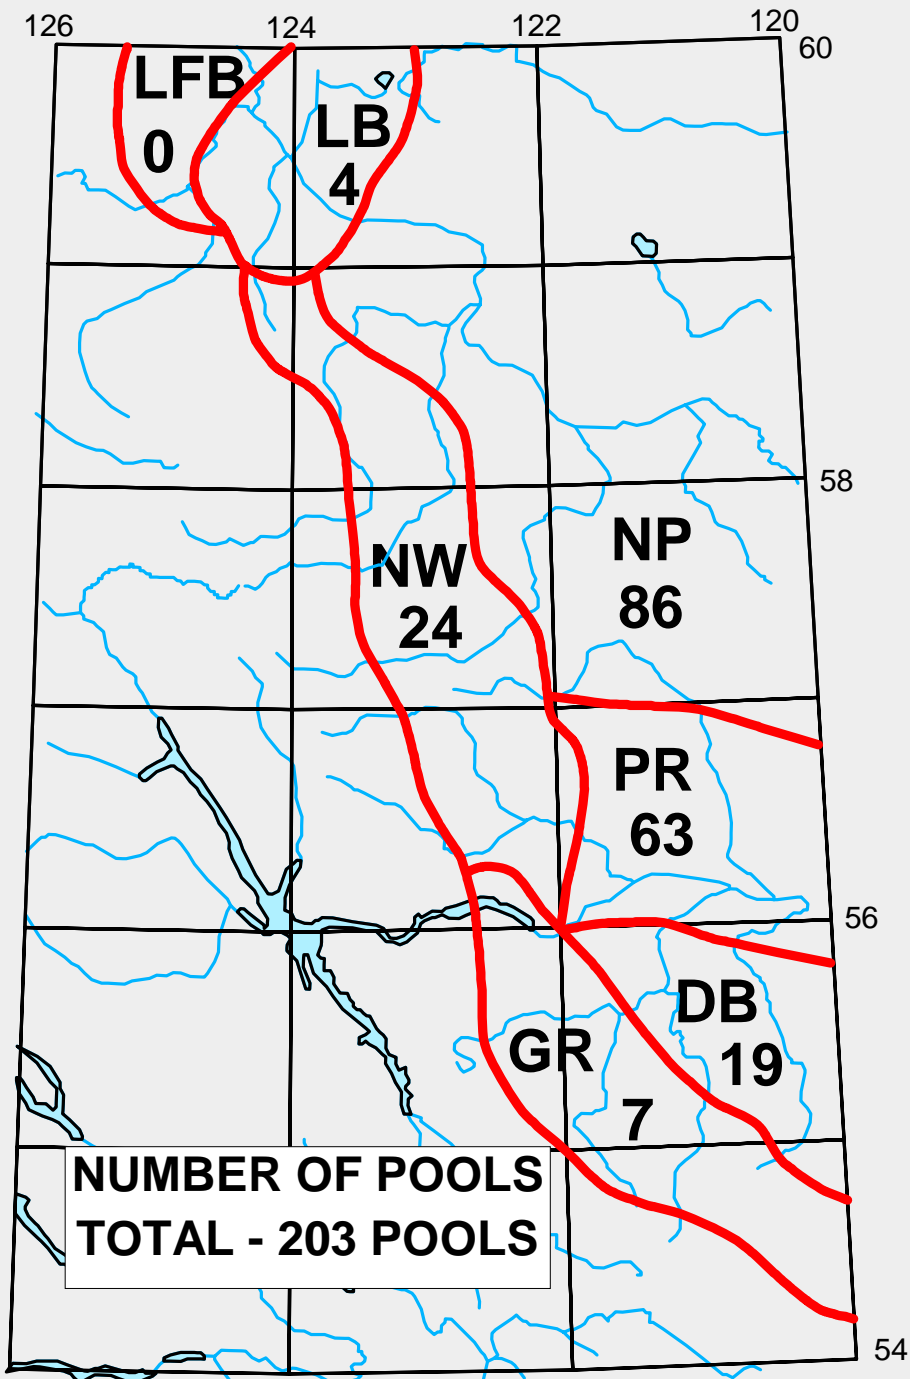 126 124 122 120
60
LFB
0
LB
4
58
NP
86
NW
24
PR
63
56
DB
19
GR
7
NUMBER OF POOLS
TOTAL - 203 POOLS
54